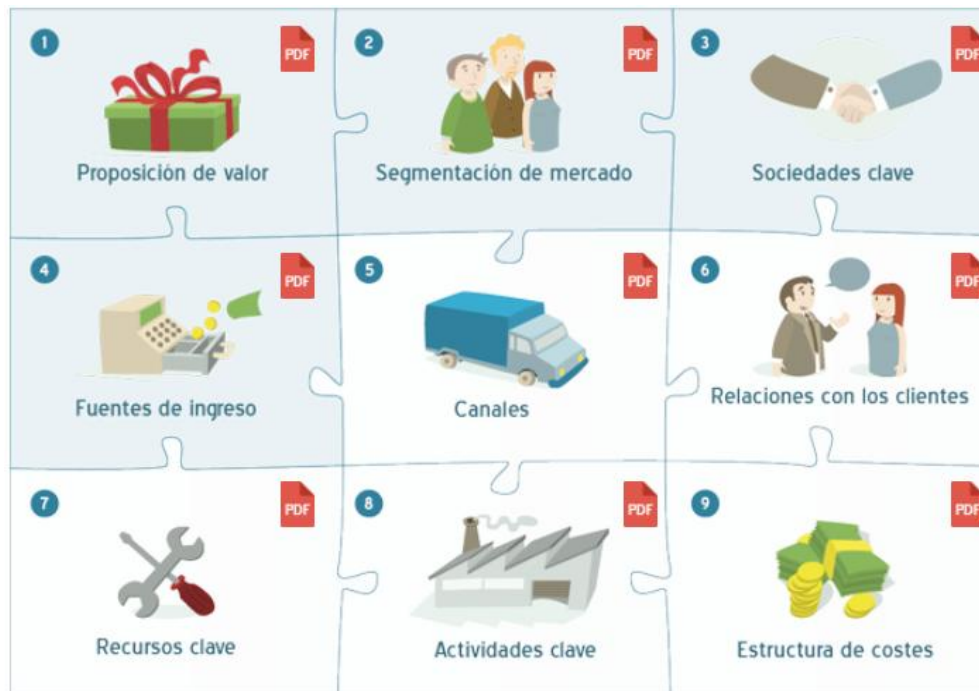 1
PDF
Proposición de valor
2
PDF
Segmentación de mercado
3
PDF
Sociedades clave
4
PDF
Fuentes de ingreso
5
PDF
Canales
6
PDF
Relaciones con los clientes
7
PDF
Recursos clave
8
PDF
Actividades clave
9
PDF
Estructura de costes